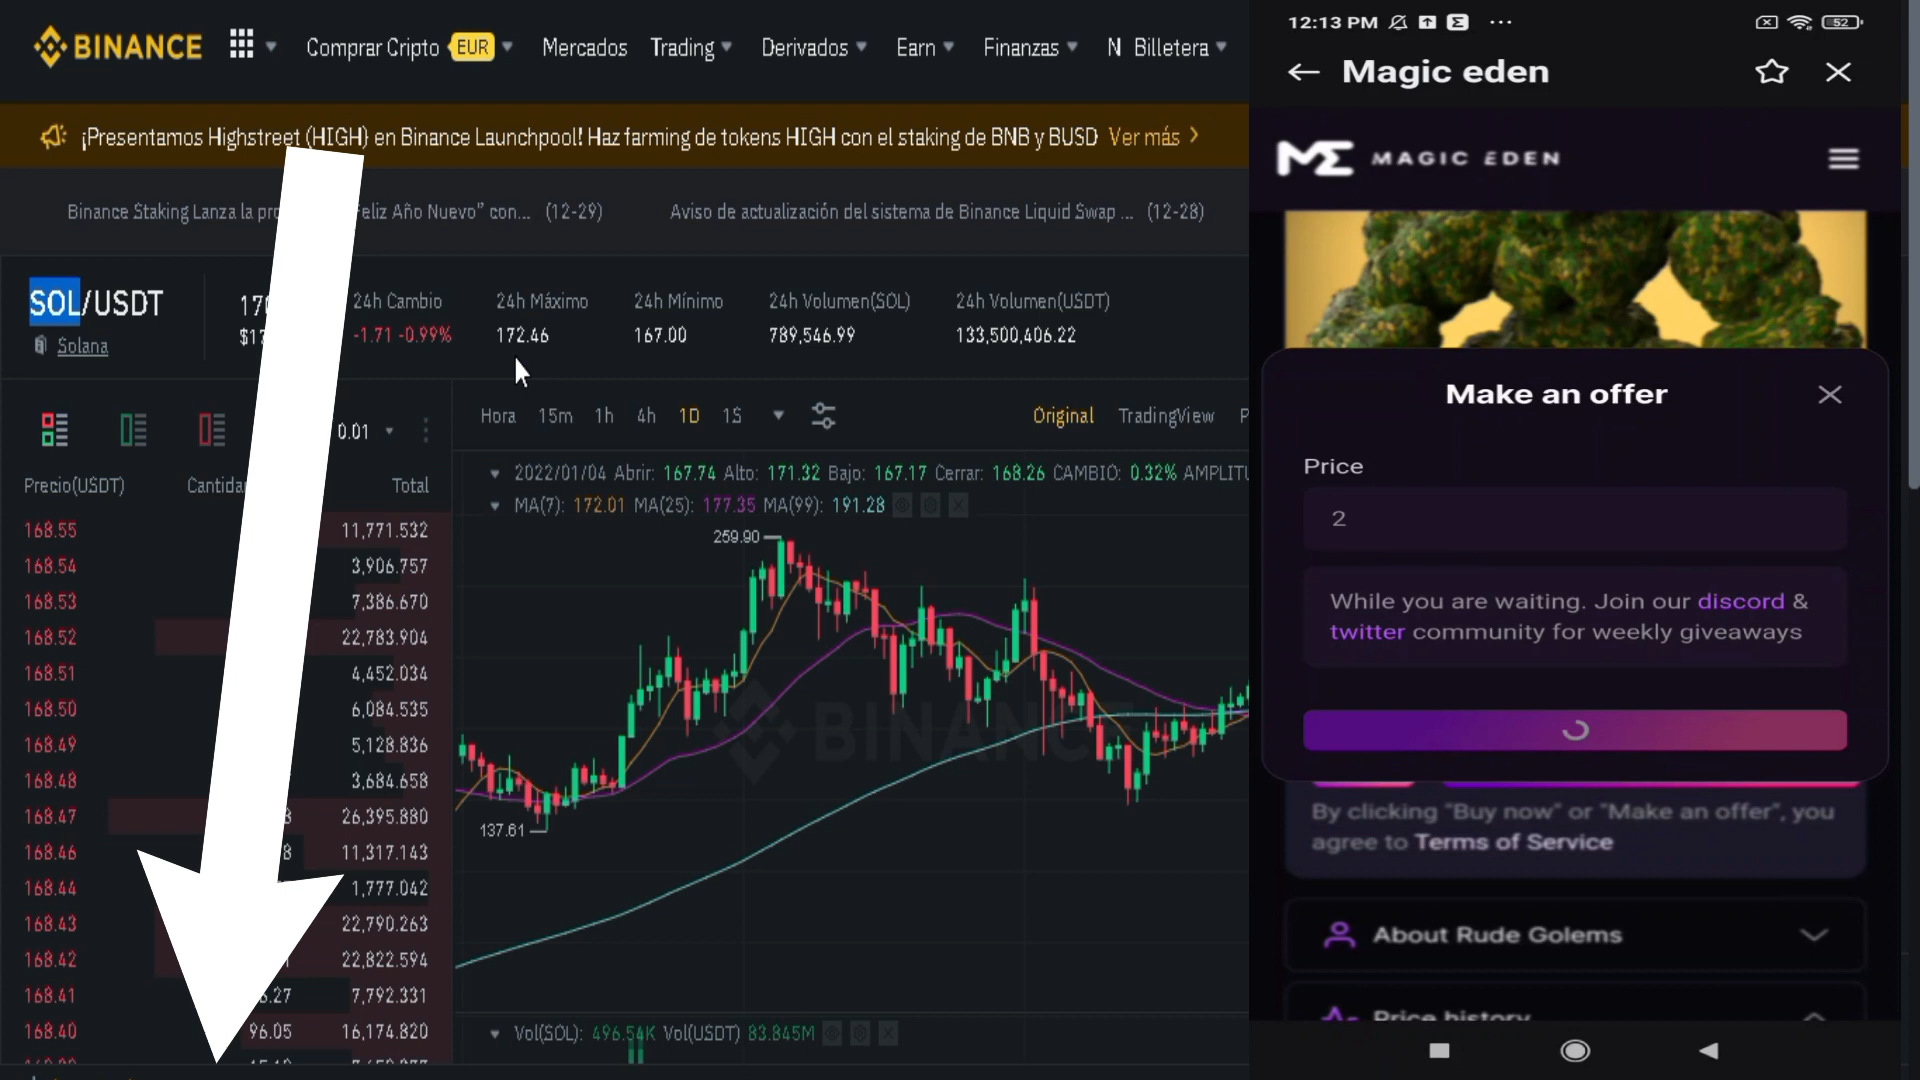 BINANCE
Comprar Cripto EUR
Mercados
Trading
Derivados
Earn
Finanzas
N Billetera
¡Presentamos Highstreet (HIGH) en Binance Launchpool! Haz farming de tokens HIGH con el staking de BNB y BUSD Ver más
Binance Staking Lanza la eliz Año Nuevo" con... (12-29)
Aviso de actualización del sistema de Binance Liquid Swap ... (12-28)
SOL/USDT
Solana
24h Cambio
-1.71 -0.99%
24h Máximo
172.46
24h Mínimo
167.00
24h Volumen(SOL)
789,546.99
24h Volumen(USDT)
133,500,406.22
0.01
Precio(USDT) Total
168.55 11,771.532
168.54 3,906.757
168.53 7,386.670
168.52 22,783.904
168.51 4,452.034
168.50 6,084.535
168.49 5,128.836
168.48 3,684.658
168.47 26,395.880
168.46 11,317.143
168.44 1,777.042
168.43 22,790.263
168.42 22,822.594
168.41 7,792.331
168.40 96.05 16,174.820
Hora 15m 1h 4h 1D 1S
Original TradingView
2022/01/04 Abrir: 167.74 Alto: 171.32 Bajo: 167.17 Cerrar: 168.26 CAMBIO: 0.32% AMPLITU
MA(7): 172.01 MA(25): 177.35 MA(99): 191.28
259.90
BINANC
137.61
Vol(SOL): 496.54K Vol(USDT) 83.845M
12:13 PM
52
Magic eden
MAGIC EDEN
Make an offer
Price
2
While you are waiting. Join our discord &
twitter community for weekly giveaways
By clicking "Buy now" or "Make an offer", you
agree to Terms of Service
About Rude Golems
Price history